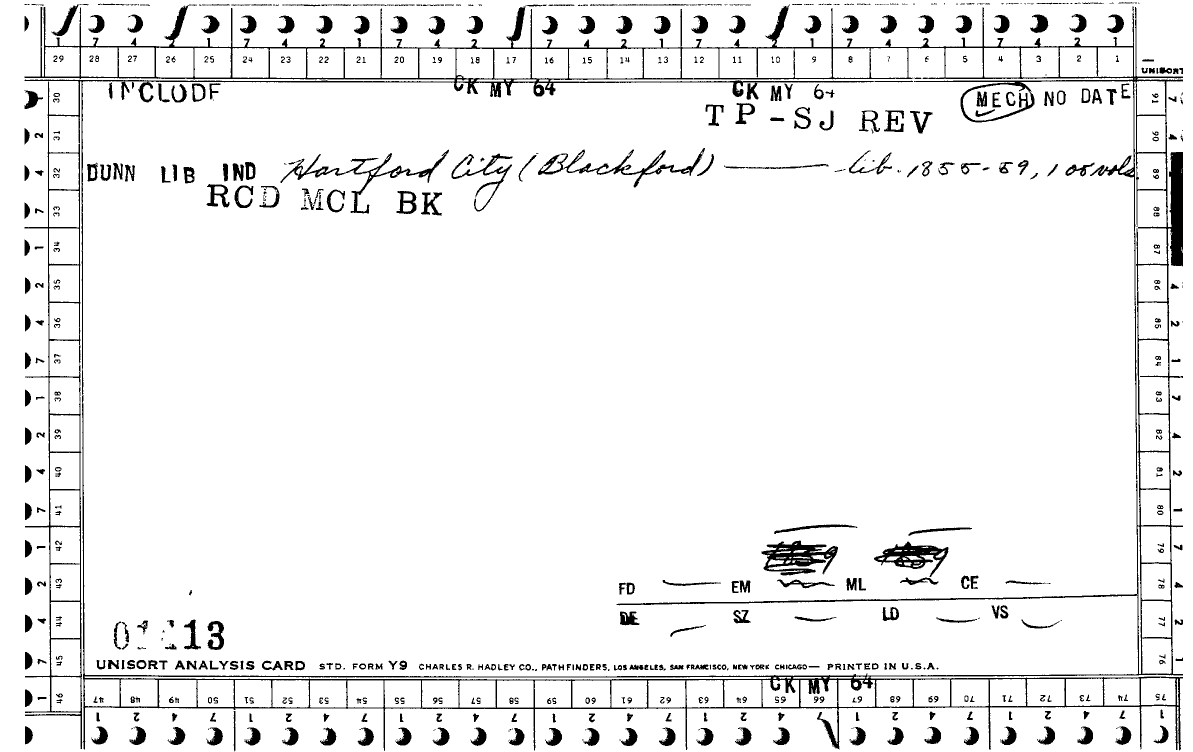 7 4 2 1 7 4 2 1 7 4 2 1 7 4 2 1 7 4 2 1 7 4 2 1 7 4 2 1
29 28 27 26 25 24 23 22 21 20 19 18 17 16 15 14 13 12 11 10 9 8 7 6 5 4 3 2 1
UNISORT
INCLUDE CK MY 64 CK MY 64 MECH NO DATE
TP-SJ REV
DUNN LIB IND Hartford City (Blackford) —— lib. 1855-59, 1 or vols.
RCD MCL BK
30 31 32 33 34 35 36 37 38 39 40 41 42 43 44 45 46
91 90 89 88 87 86 85 84 83 82 81 80 79 78 77 76 75
FD EM ML CE
DE SZ LD VS
13
UNISORT ANALYSIS CARD STD. FORM Y9 CHARLES R. HADLEY CO., PATHFINDERS, LOS ANGELES, SAN FRANCISCO, NEW YORK CHICAGO— PRINTED IN U.S.A.
CK MY 64
47 48 49 50 51 52 53 54 55 56 57 58 59 60 61 62 63 64 65 66 67 68 69 70 71 72 73 74
1 2 4 7 1 2 4 7 1 2 4 7 1 2 4 7 1 2 4 7 1 2 4 7 1 2 4 7 1